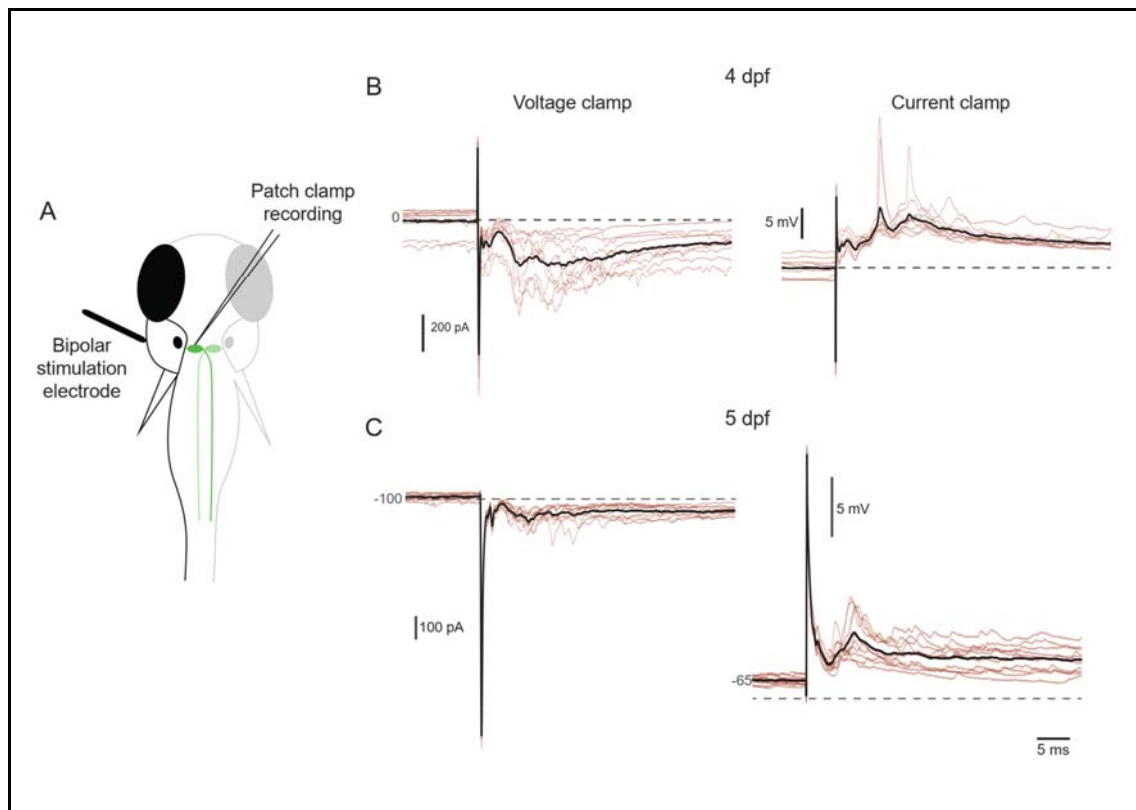 4 dpf
B
Voltage clamp
Current clamp
Patch clamp
recording
A
0
5 mV
200 pA
Bipolar
stimulation
electrode
5 dpf
C
-100
5 mV
100 pA
-65
5 ms